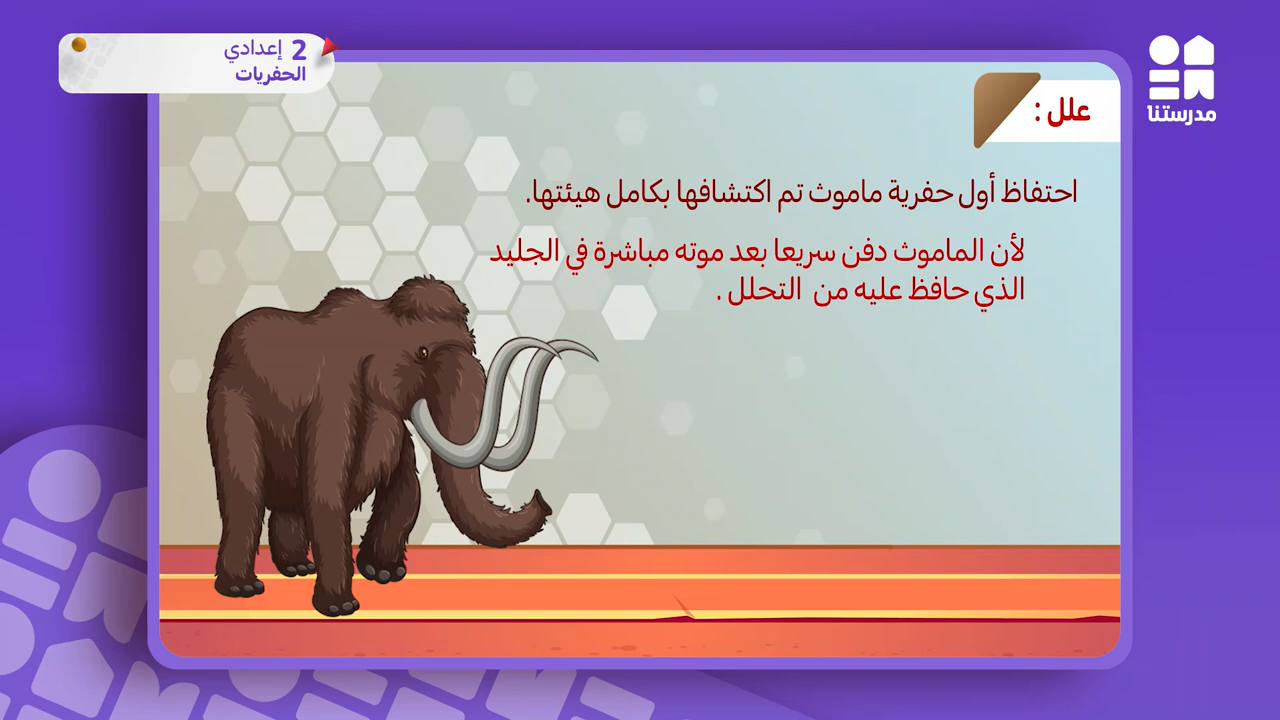 2 إعدادي
الحفريات
مدرستنا
علل :
احتفاظ أول حفرية ماموث تم اكتشافها بكامل هيئتها.
لأن الماموث دفن سريعا بعد موته مباشرة في الجليد
الذي حافظ عليه من التحلل .